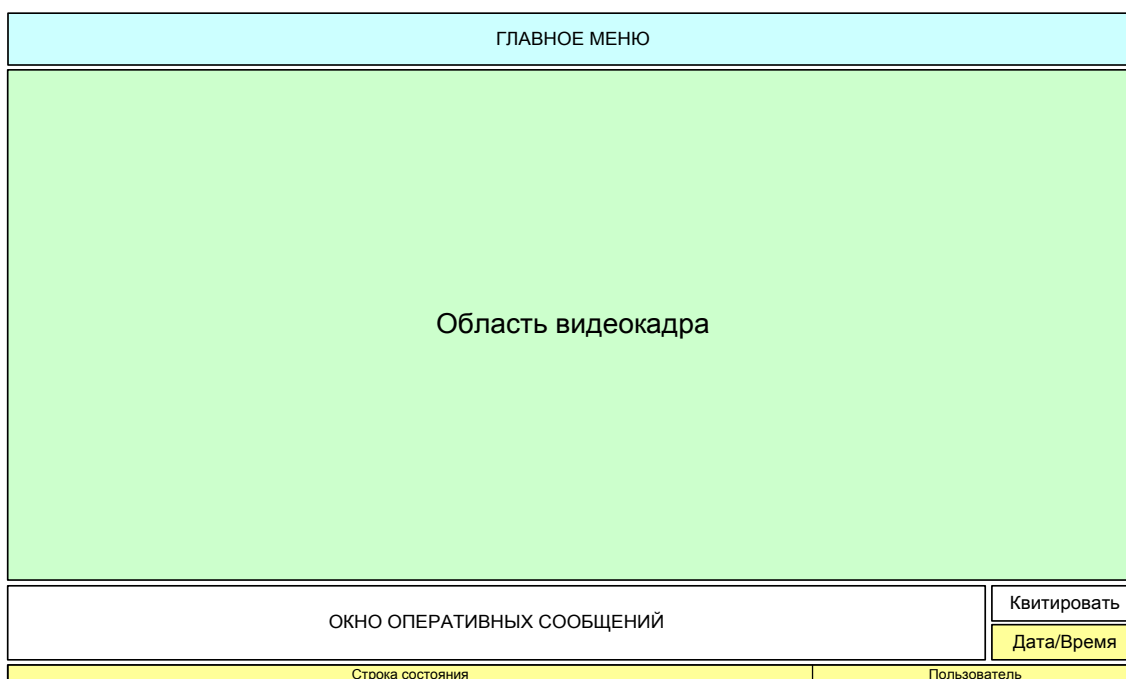 ГЛАВНОЕ МЕНЮ
Область видеокадра
ОКНО ОПЕРАТИВНЫХ СООБЩЕНИЙ
Квитировать
Дата/Время
Строка состояния
Пользователь